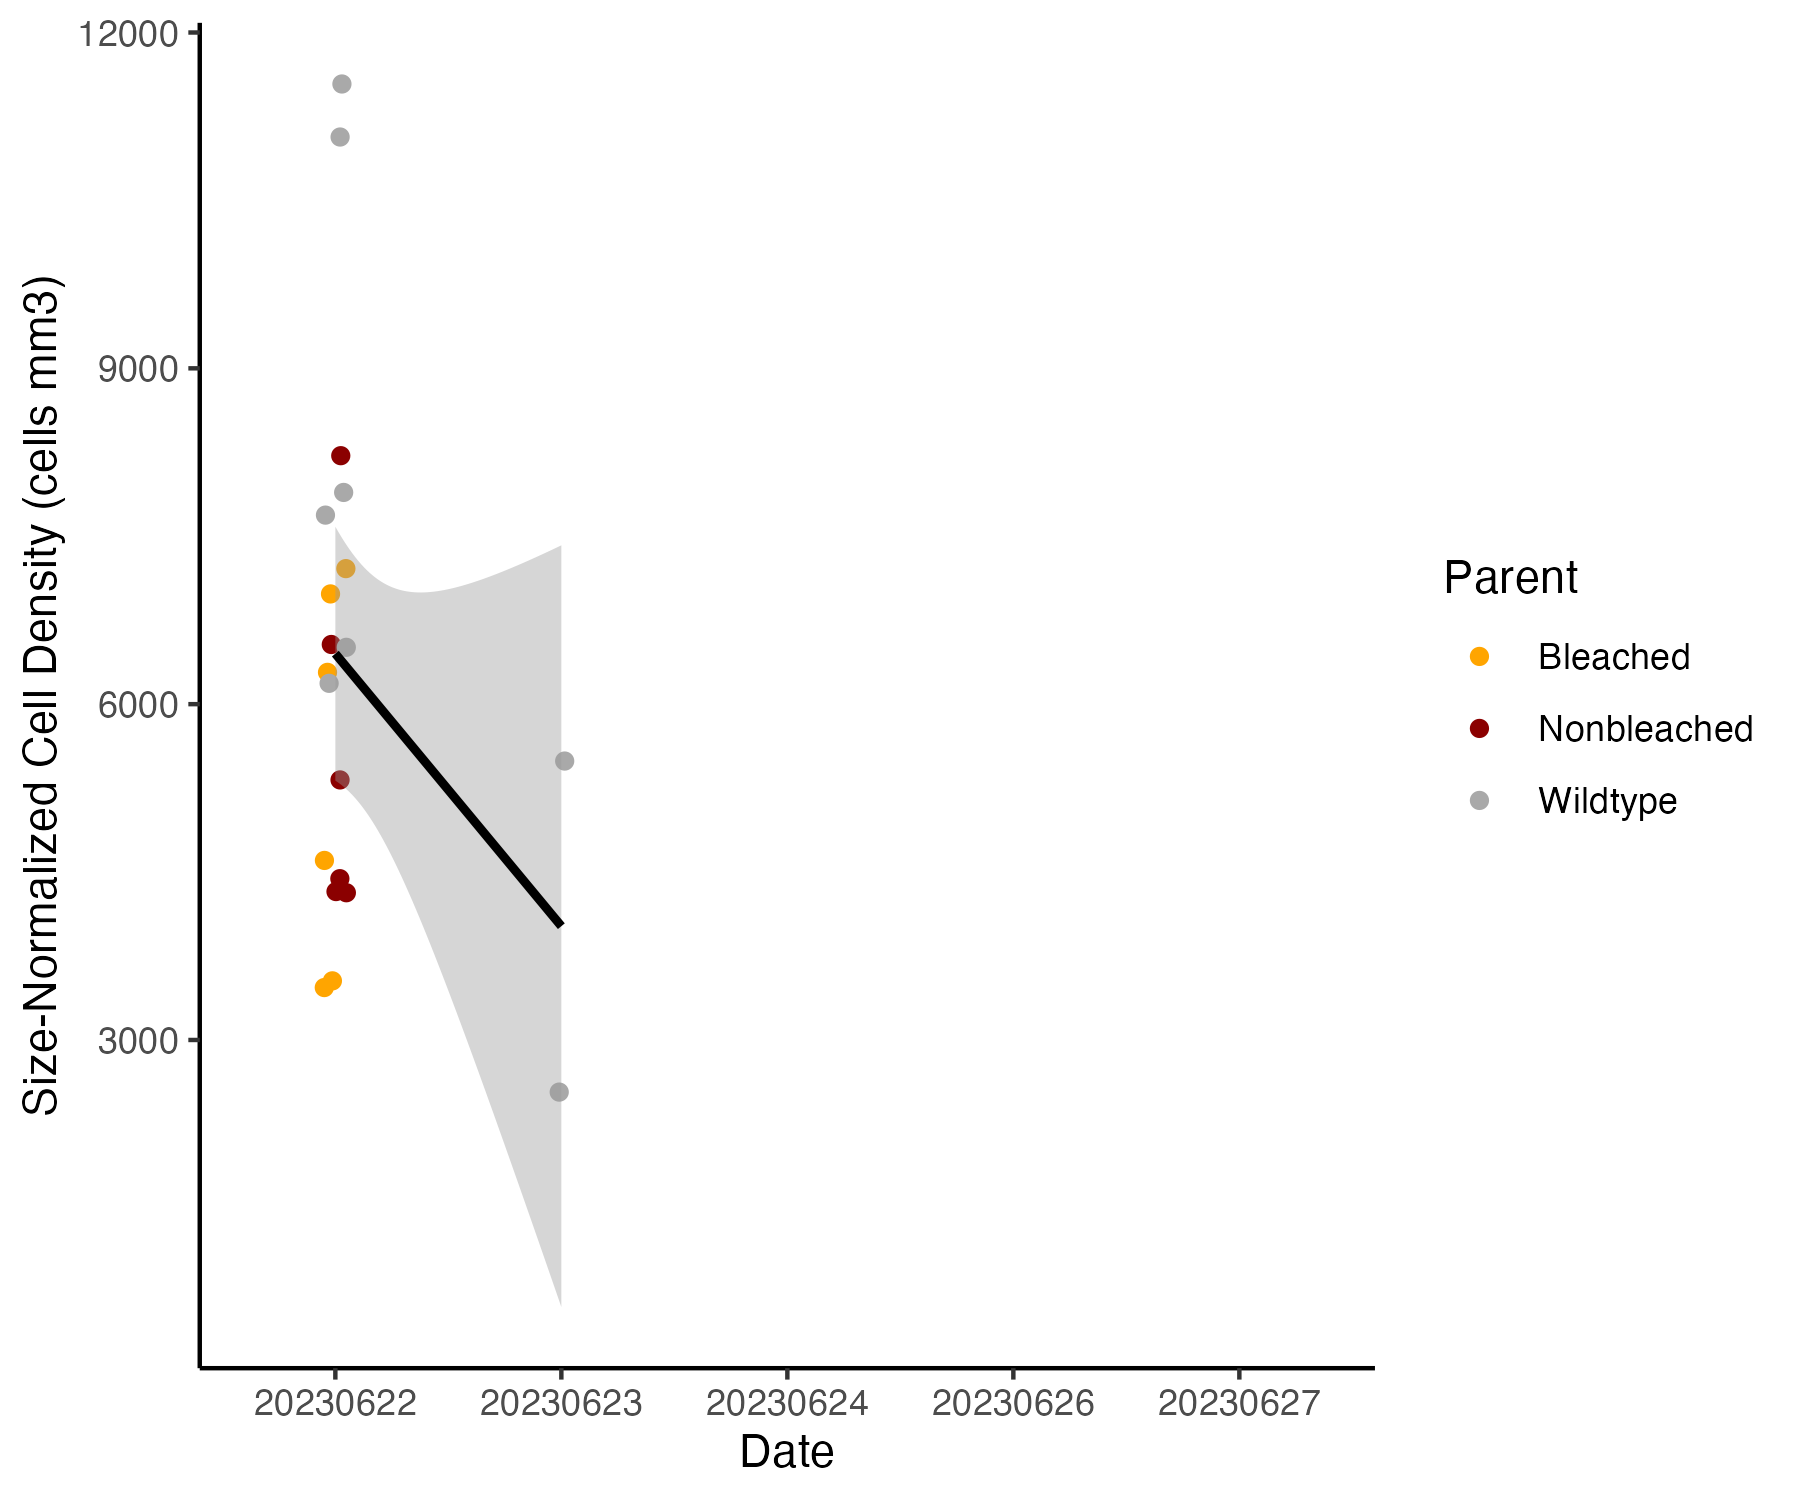 12000
9000
6000
3000
Size-Normalized Cell Density (cells mm3)
20230622 20230623 20230624 20230626 20230627
Date
Parent
Bleached
Nonbleached
Wildtype